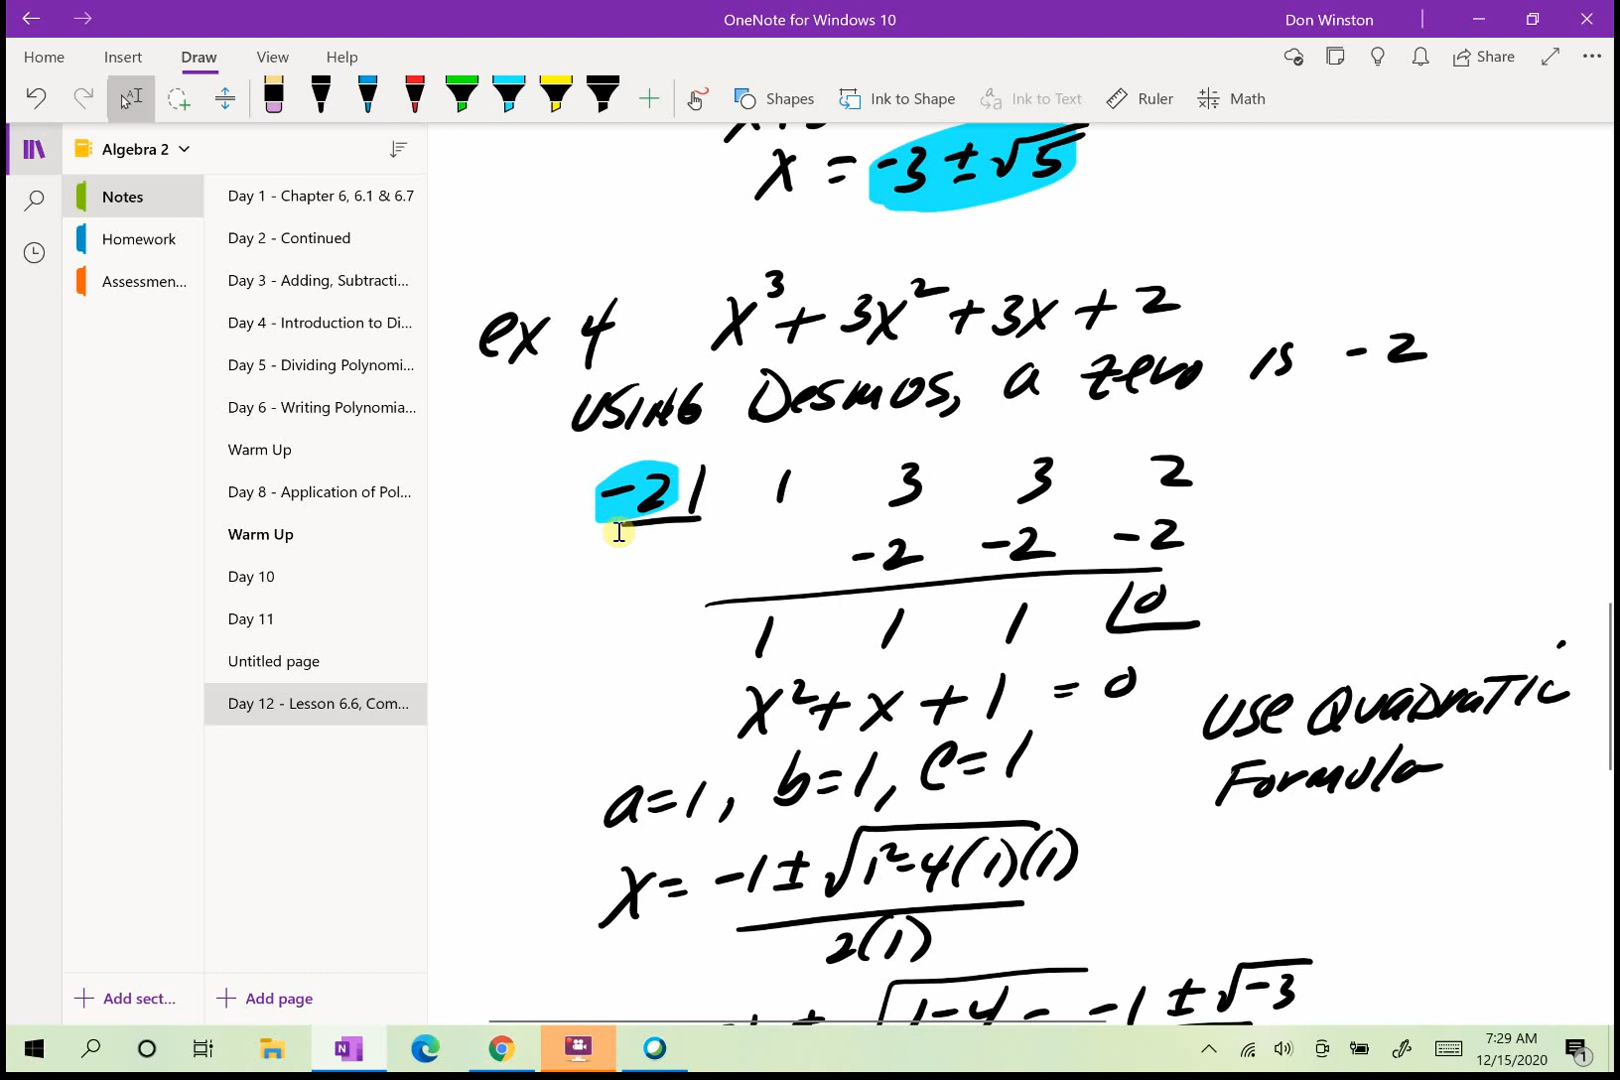 OneNote for Windows 10
Don Winston
Home Insert Draw View Help
Share
Shapes Ink to Shape Ink to Text Ruler Math
Algebra 2
Notes
Homework
Assessmen...
Day 1 - Chapter 6, 6.1 & 6.7
Day 2 - Continued
Day 3 - Adding, Subtracti...
Day 4 - Introduction to Di...
Day 5 - Dividing Polynomi...
Day 6 - Writing Polynomia...
Warm Up
Day 8 - Application of Pol...
Warm Up
Day 10
Day 11
Untitled page
Day 12 - Lesson 6.6, Com...
Add sect...
Add page
x = -3 ± √5
ex 4 x³ + 3x² + 3x + 2
USING Desmos, a zero is -2
-2 | 1 3 3 2
-2 -2 -2
1 1 1 |0
x² + x + 1 = 0
Use Quadratic
Formula
a=1, b=1, c=1
x = -1 ± √1²-4(1)(1)
2(1)
√1-4 = -1 ± √-3
7:29 AM
12/15/2020
1